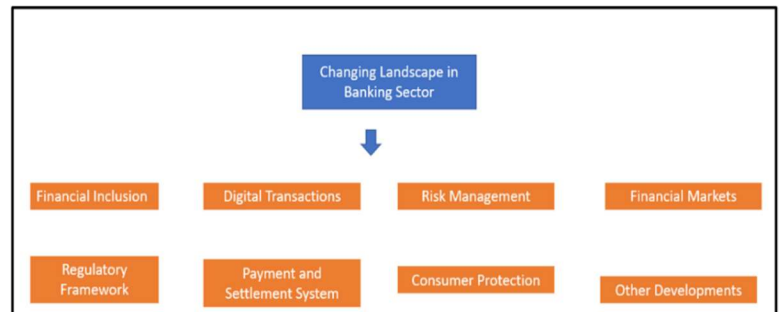 Changing Landscape in
Banking Sector
Financial Inclusion
Digital Transactions
Risk Management
Financial Markets
Regulatory
Framework
Payment and
Settlement System
Consumer Protection
Other Developments